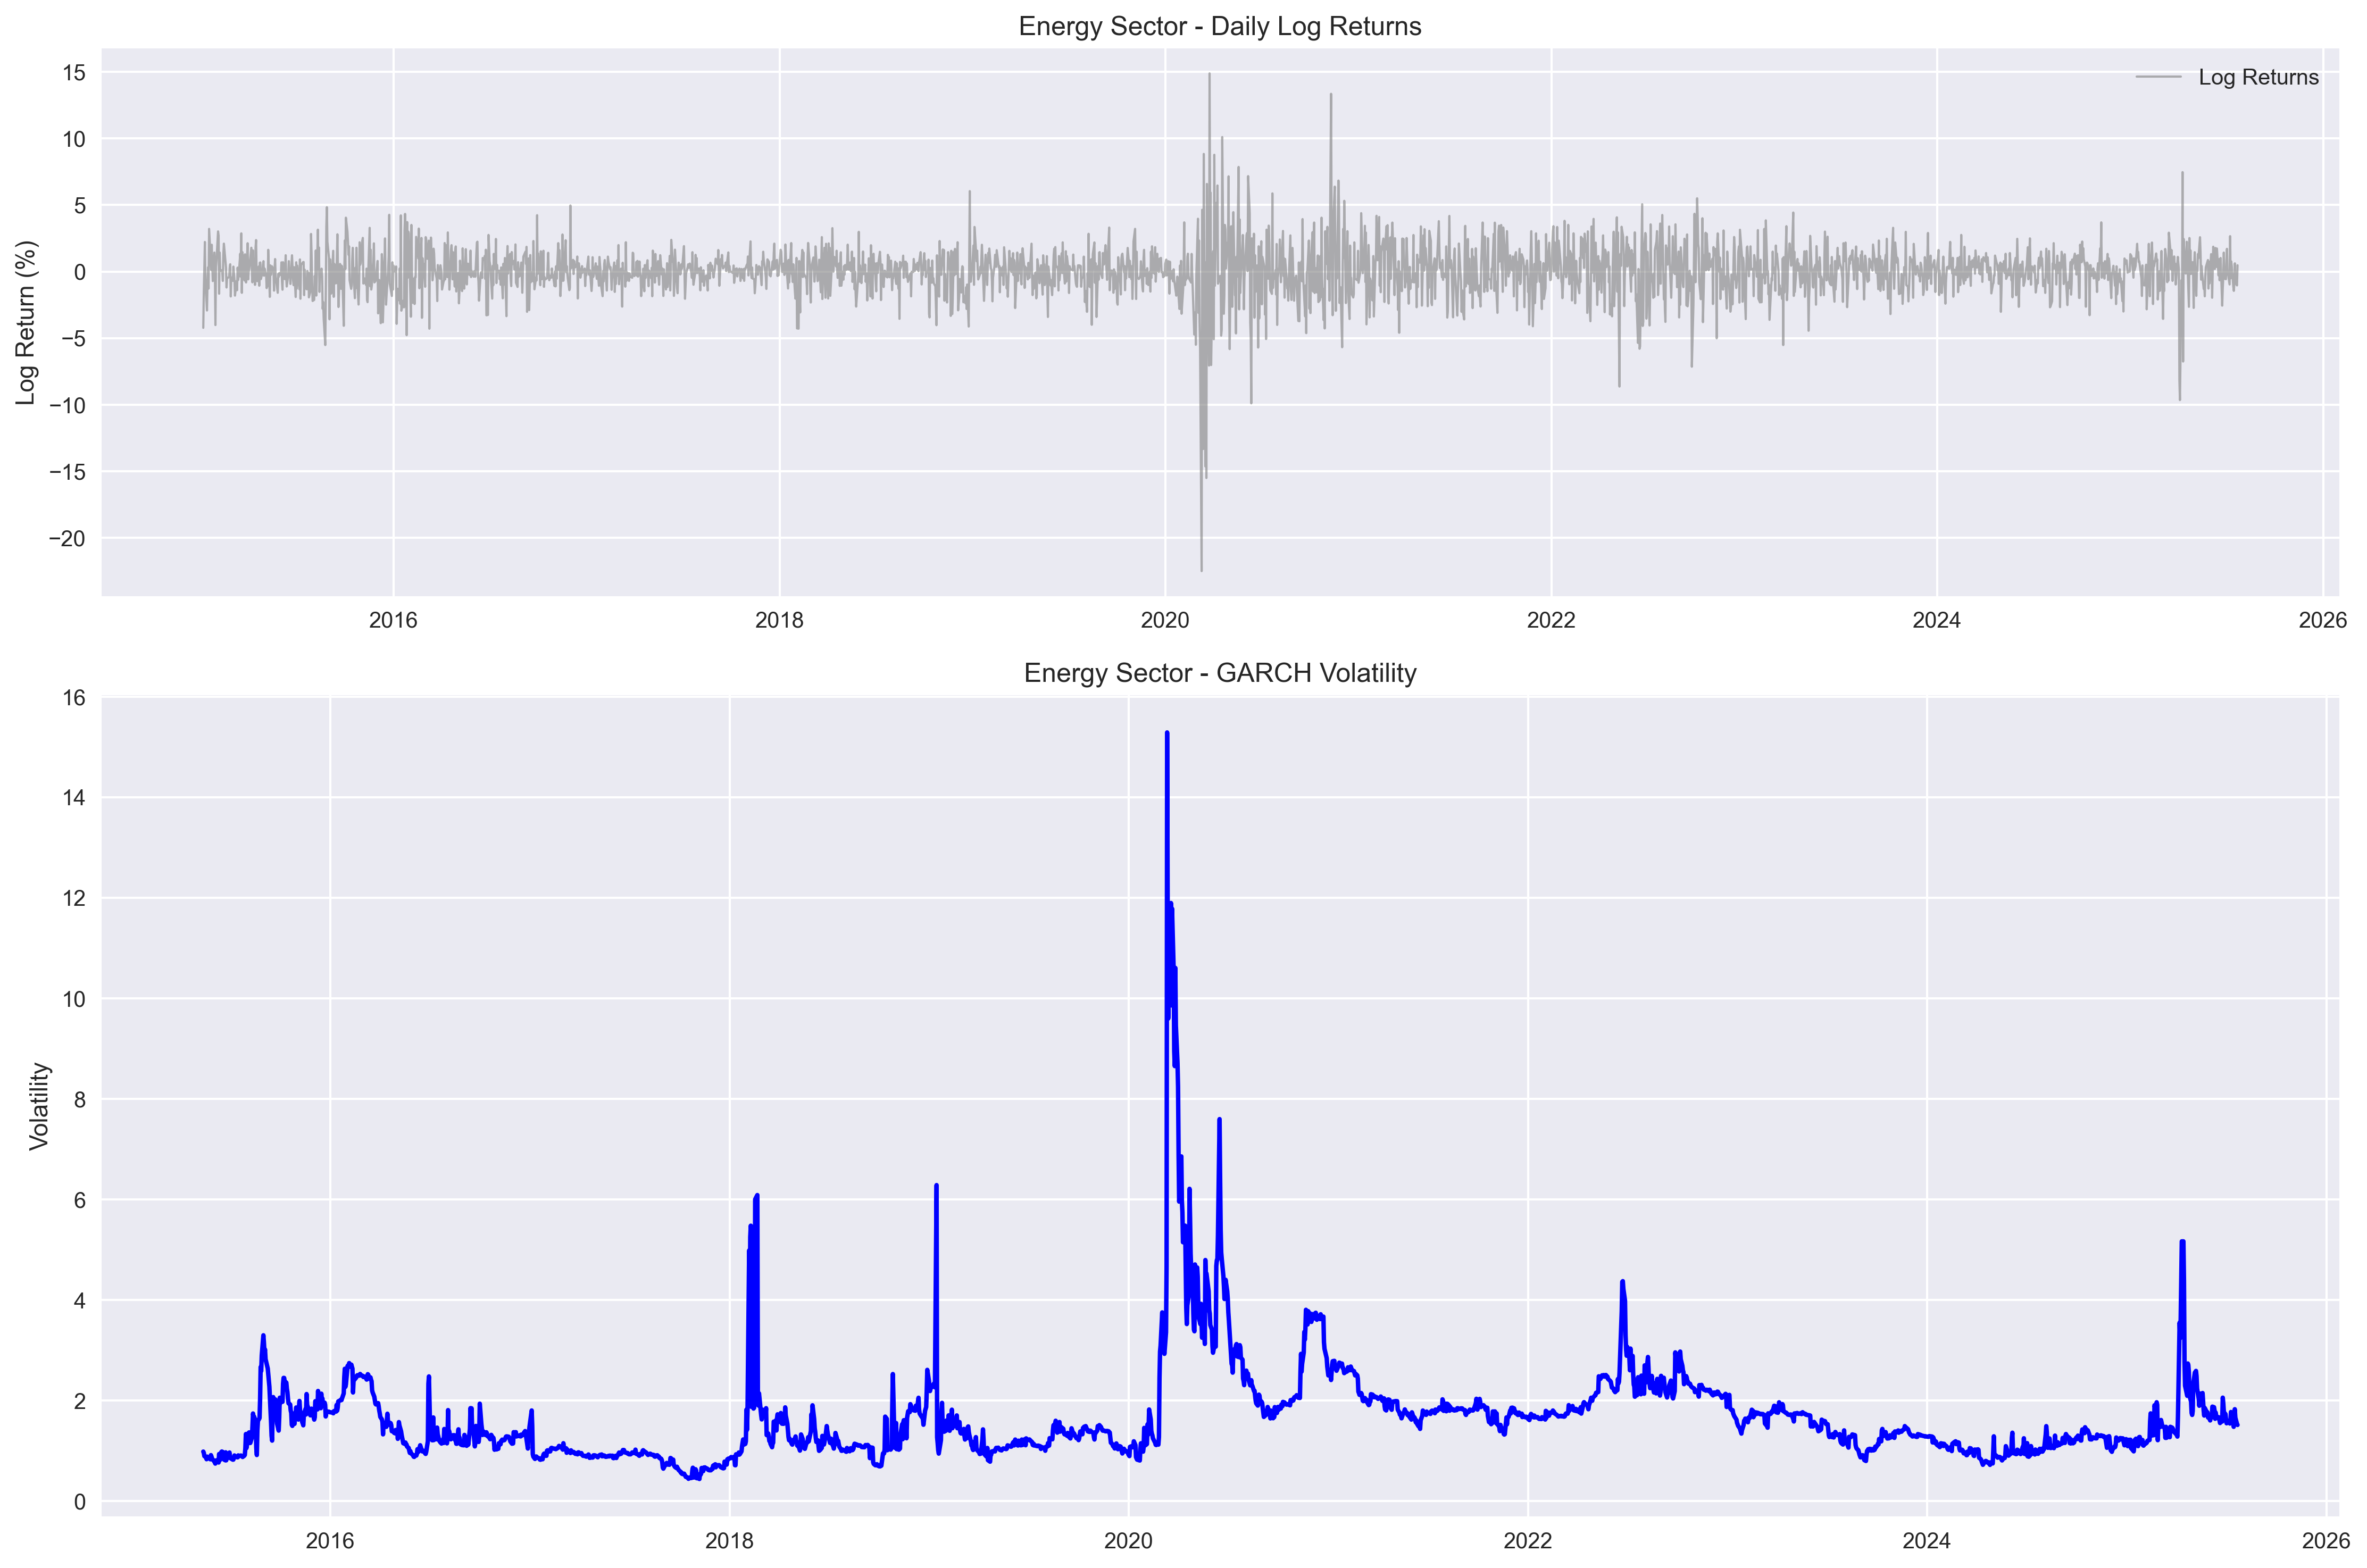 Energy Sector - Daily Log Returns
Log Returns
Log Return (%)
15
10
5
0
−5
−10
−15
−20
2016 2018 2020 2022 2024 2026
Energy Sector - GARCH Volatility
Volatility
16
14
12
10
8
6
4
2
0
2016 2018 2020 2022 2024 2026